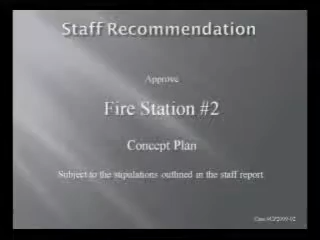 Staff Recommendation
Approve
Fire Station #2
Concept Plan
Subject to the stipulations outlined in the staff report